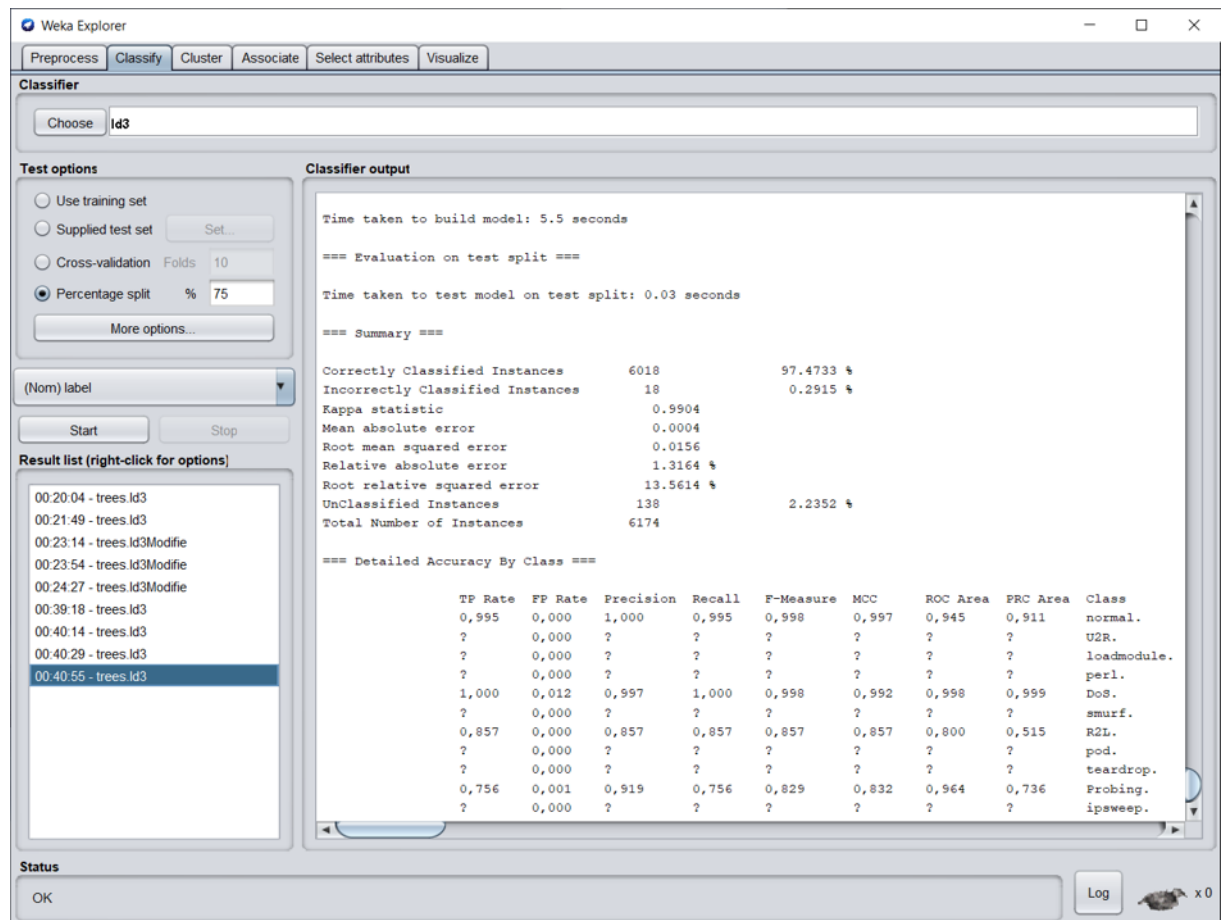 Weka Explorer
Preprocess Classify Cluster Associate Select attributes Visualize
Classifier
Choose Id3
Test options
Use training set
Supplied test set Set...
Cross-validation Folds 10
Percentage split % 75
More options...
(Nom) label
Start Stop
Result list (right-click for options)
00:20:04 - trees.Id3
00:21:49 - trees.Id3
00:23:14 - trees.Id3Modifie
00:23:54 - trees.Id3Modifie
00:24:27 - trees.Id3Modifie
00:39:18 - trees.Id3
00:40:14 - trees.Id3
00:40:29 - trees.Id3
00:40:55 - trees.Id3
Classifier output
Time taken to build model: 5.5 seconds
=== Evaluation on test split ===
Time taken to test model on test split: 0.03 seconds
=== Summary ===
Correctly Classified Instances 6018 97.4733 %
Incorrectly Classified Instances 18 0.2915 %
Kappa statistic 0.9904
Mean absolute error 0.0004
Root mean squared error 0.0156
Relative absolute error 1.3164 %
Root relative squared error 13.5614 %
UnClassified Instances 138 2.2352 %
Total Number of Instances 6174
=== Detailed Accuracy By Class ===
TP Rate FP Rate Precision Recall F-Measure MCC ROC Area PRC Area Class
0,995 0,000 1,000 0,995 0,998 0,997 0,945 0,911 normal.
? 0,000 ? ? ? ? ? ? U2R.
? 0,000 ? ? ? ? ? ? loadmodule.
? 0,000 ? ? ? ? ? ? perl.
1,000 0,012 0,997 1,000 0,998 0,992 0,998 0,999 DoS.
? 0,000 ? ? ? ? ? ? smurf.
0,857 0,000 0,857 0,857 0,857 0,857 0,800 0,515 R2L.
? 0,000 ? ? ? ? ? ? pod.
? 0,000 ? ? ? ? ? ? teardrop.
0,756 0,001 0,919 0,756 0,829 0,832 0,964 0,736 Probing.
? 0,000 ? ? ? ? ? ? ipsweep.
Status
OK
Log x 0